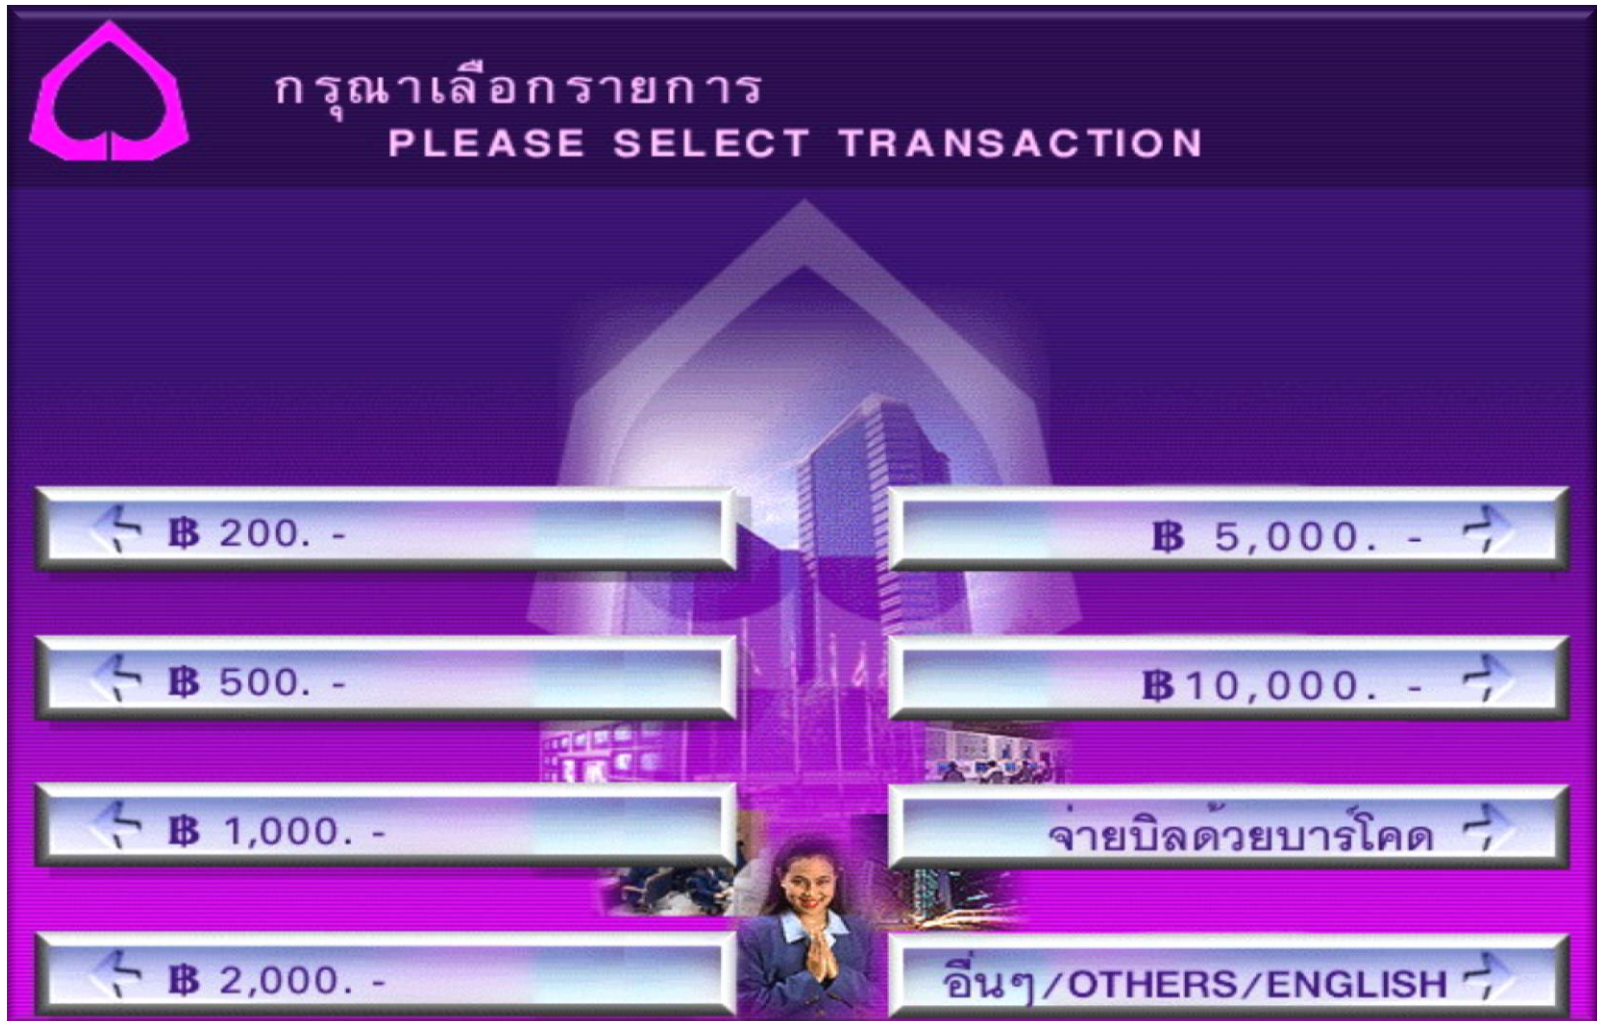 กรุณาเลือกรายการ
PLEASE SELECT TRANSACTION
฿ 200. -
฿ 5,000. -
฿ 500. -
฿10,000. -
฿ 1,000. -
จ่ายบิลด้วยบาร์โคด
฿ 2,000. -
อื่นๆ/OTHERS/ENGLISH